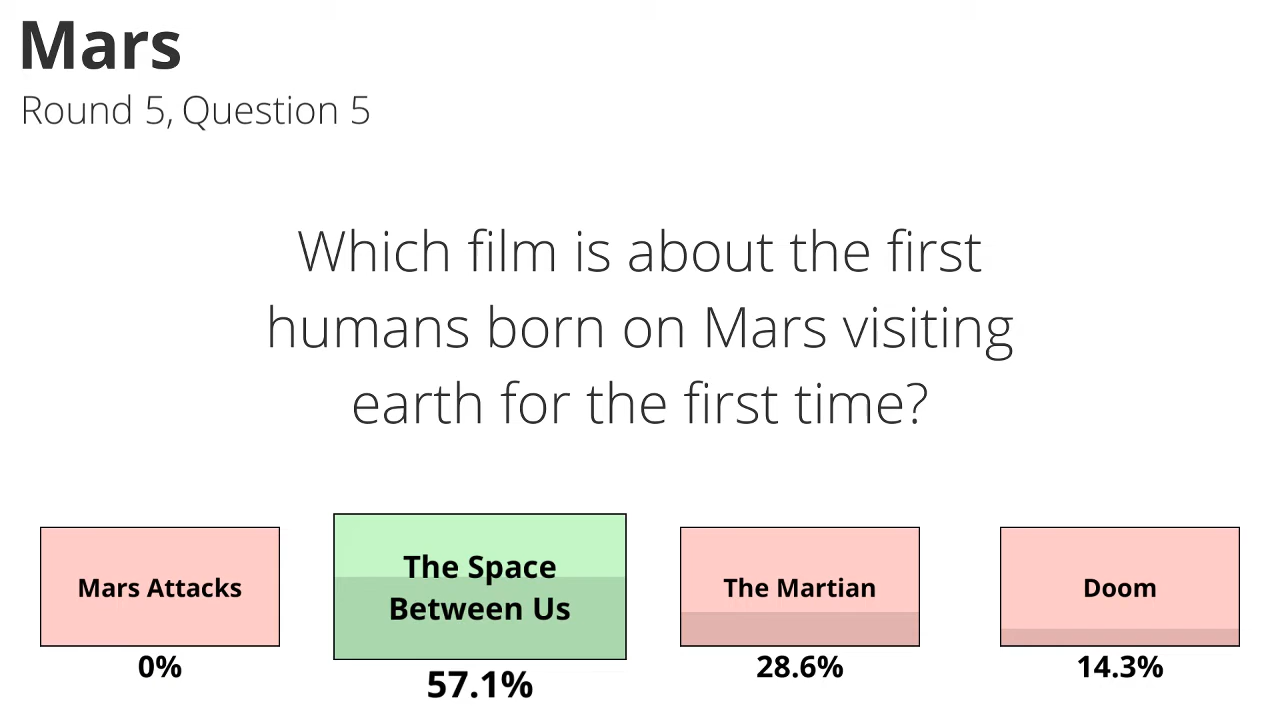 Mars
Round 5, Question 5
Which film is about the first
humans born on Mars visiting
earth for the first time?
Mars Attacks
0%
The Space
Between Us
57.1%
The Martian
28.6%
Doom
14.3%